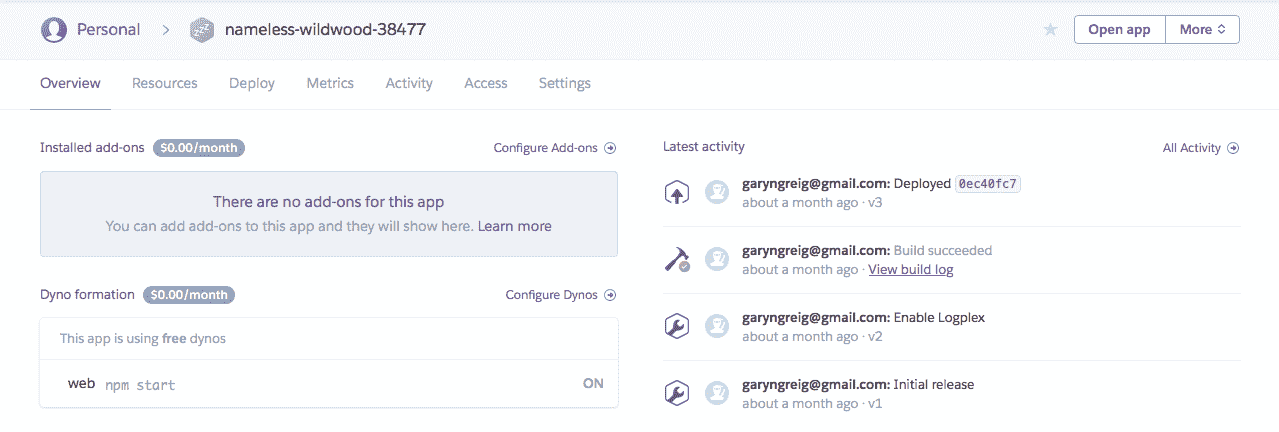 Personal > nameless-wildwood-38477
Open app More
Overview Resources Deploy Metrics Activity Access Settings
Installed add-ons $0.00/month Configure Add-ons
There are no add-ons for this app
You can add add-ons to this app and they will show here. Learn more
Dyno formation $0.00/month Configure Dynos
This app is using free dynos
web npm start ON
Latest activity All Activity
garyngreig@gmail.com: Deployed 0ec40fc7
about a month ago · v3
garyngreig@gmail.com: Build succeeded
about a month ago · View build log
garyngreig@gmail.com: Enable Logplex
about a month ago · v2
garyngreig@gmail.com: Initial release
about a month ago · v1